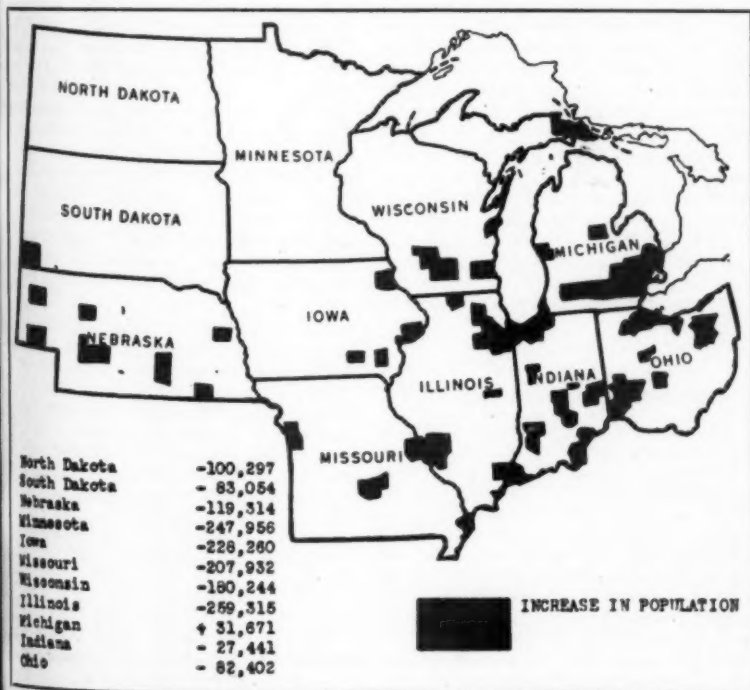 NORTH DAKOTA
MINNESOTA
SOUTH DAKOTA
WISCONSIN
MICHIGAN
IOWA
NEBRASKA
OHIO
INDIANA
ILLINOIS
MISSOURI
North Dakota -100,297
South Dakota - 83,054
Nebraska -119,314
Minnesota -247,956
Iowa -228,260
Missouri -207,932
Wisconsin -180,244
Illinois -259,315
Michigan + 31,671
Indiana - 27,441
Ohio - 82,402
INCREASE IN POPULATION